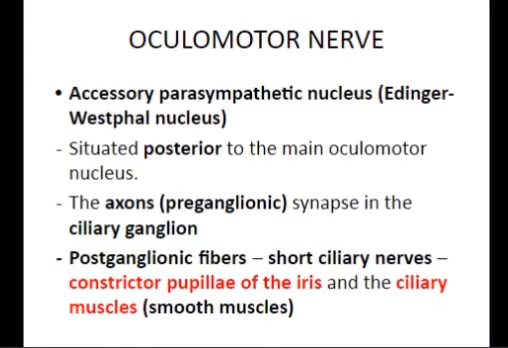 OCULOMOTOR NERVE
• Accessory parasympathetic nucleus (Edinger-
Westphal nucleus)
- Situated posterior to the main oculomotor
nucleus.
- The axons (preganglionic) synapse in the
ciliary ganglion
- Postganglionic fibers – short ciliary nerves –
constrictor pupillae of the iris and the ciliary
muscles (smooth muscles)